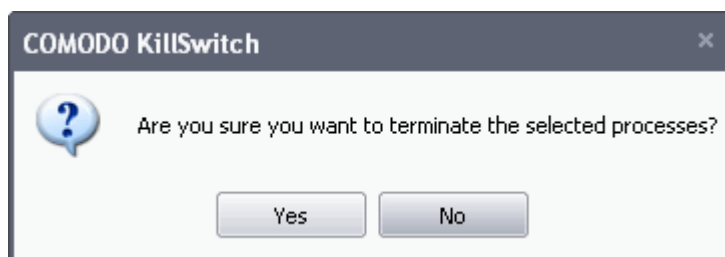 COMODO KillSwitch
Are you sure you want to terminate the selected processes?
Yes No